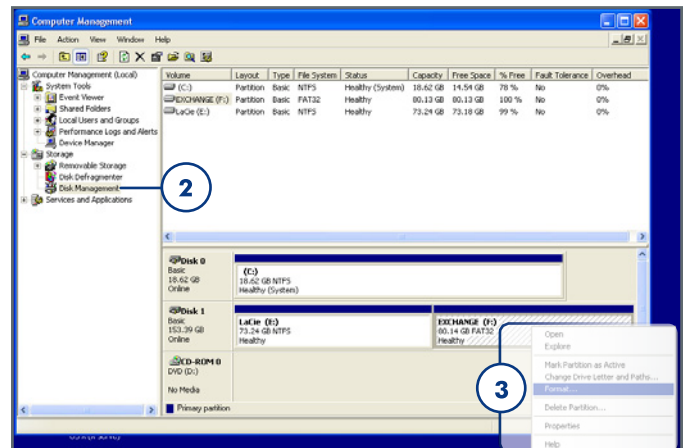 Computer Management
File Action View Window Help
Computer Management (Local)
System Tools
Event Viewer
Shared Folders
Local Users and Groups
Performance Logs and Alerts
Device Manager
Storage
Removable Storage
Disk Defragmenter
Disk Management
Services and Applications
2
Volume Layout Type File System Status Capacity Free Space % Free Fault Tolerance Overhead
(C:) Partition Basic NTFS Healthy (System) 18.62 GB 14.54 GB 78 % No 0%
EXCHANGE (F:) Partition Basic FAT32 Healthy 80.13 GB 80.13 GB 100 % No 0%
LaCie (E:) Partition Basic NTFS Healthy 73.24 GB 73.18 GB 99 % No 0%
Disk 0
Basic
18.62 GB
Online
(C:)
18.62 GB NTFS
Healthy (System)
Disk 1
Basic
153.39 GB
Online
LaCie (E:)
73.24 GB NTFS
Healthy
EXCHANGE (F:)
80.14 GB FAT32
Healthy
CD-ROM 0
DVD (D:)
No Media
Primary partition
3
Open
Explore
Mark Partition as Active
Change Drive Letter and Paths...
Format...
Delete Partition...
Properties
Help